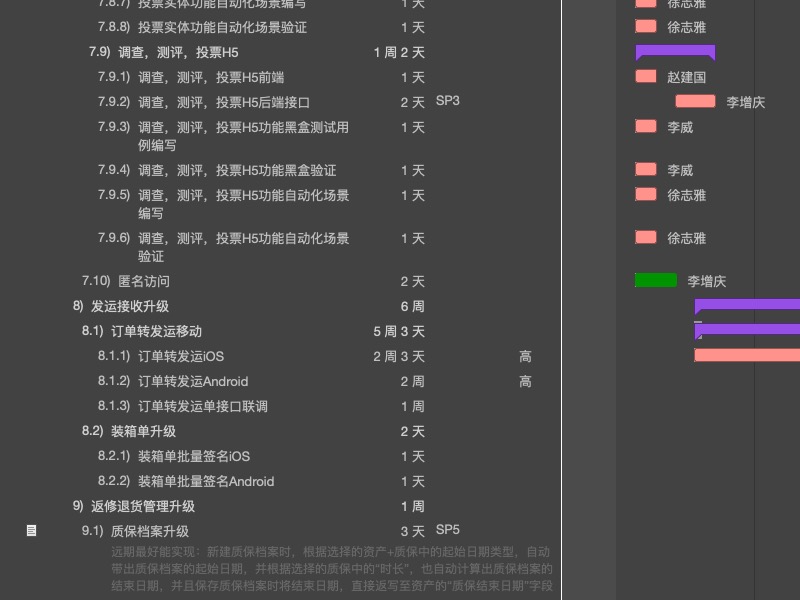 7.8.7) 投票实体功能自动化场景编写 1 天 徐志雅
7.8.8) 投票实体功能自动化场景验证 1 天 徐志雅
7.9) 调查，测评，投票H5 1 周 2 天
7.9.1) 调查，测评，投票H5前端 1 天 赵建国
7.9.2) 调查，测评，投票H5后端接口 2 天 SP3 李增庆
7.9.3) 调查，测评，投票H5功能黑盒测试用 1 天 李威
例编写
7.9.4) 调查，测评，投票H5功能黑盒验证 1 天 李威
7.9.5) 调查，测评，投票H5功能自动化场景 1 天 徐志雅
编写
7.9.6) 调查，测评，投票H5功能自动化场景 1 天 徐志雅
验证
7.10) 匿名访问 2 天 李增庆
8) 发运接收升级 6 周
8.1) 订单转发运移动 5 周 3 天
8.1.1) 订单转发运iOS 2 周 3 天 高
8.1.2) 订单转发运Android 2 周 高
8.1.3) 订单转发运单接口联调 1 周
8.2) 装箱单升级 2 天
8.2.1) 装箱单批量签名iOS 1 天
8.2.2) 装箱单批量签名Android 1 天
9) 返修退货管理升级 1 周
9.1) 质保档案升级 3 天 SP5
远期最好能实现：新建质保档案时，根据选择的资产+质保中的起始日期类型，自动
带出质保档案的起始日期，并根据选择的质保中的“时长”，也自动计算出质保档案的
结束日期，并且保存质保档案时将结束日期，直接返写至资产的“质保结束日期”字段